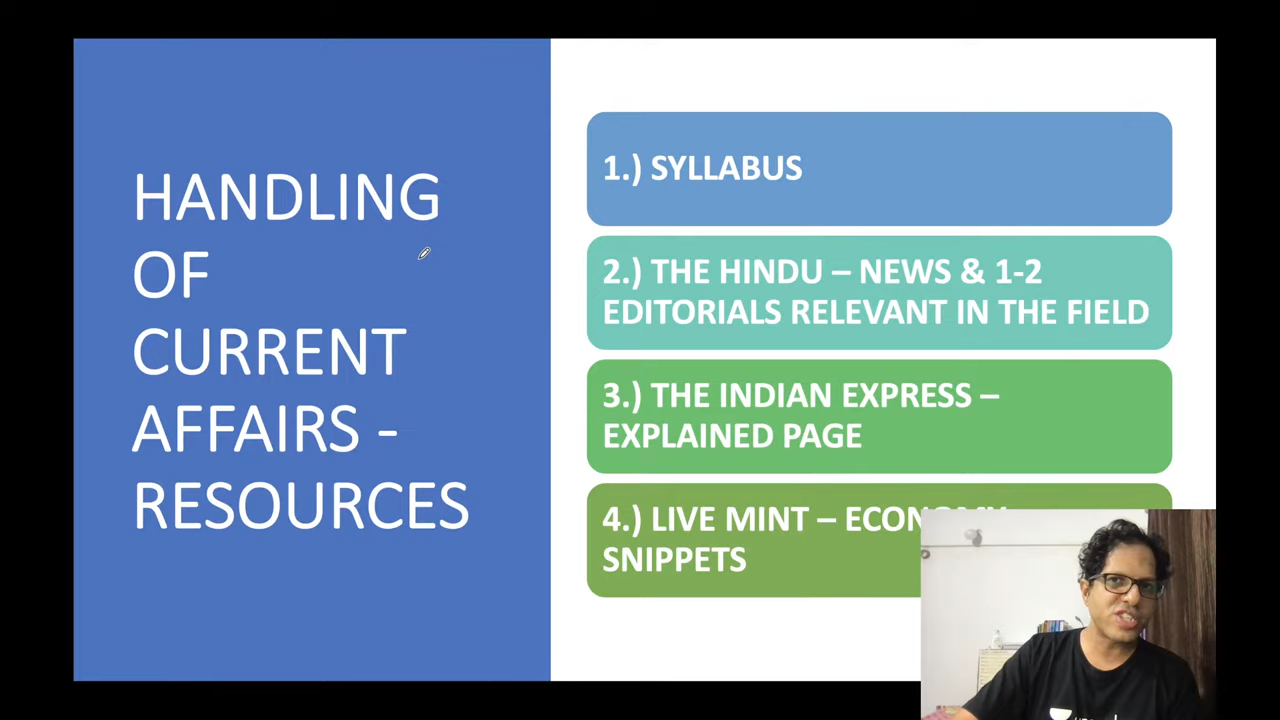 HANDLING
OF
CURRENT
AFFAIRS -
RESOURCES
1.) SYLLABUS
2.) THE HINDU – NEWS & 1-2
EDITORIALS RELEVANT IN THE FIELD
3.) THE INDIAN EXPRESS –
EXPLAINED PAGE
4.) LIVE MINT – ECONOMY
SNIPPETS